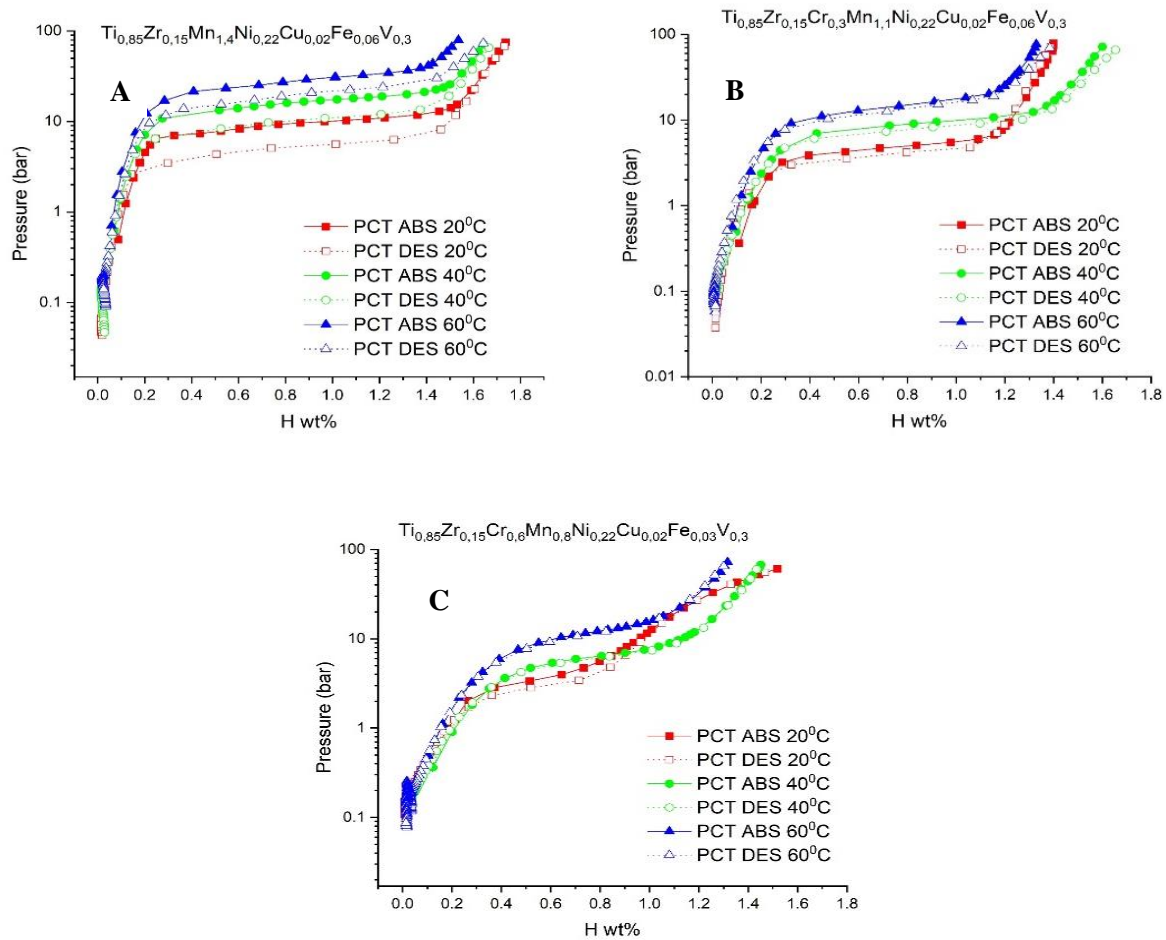 Ti0,85Zr0,15Mn1,4Ni0,22Cu0,02Fe0,06V0,3
A
Pressure (bar)
100
10
1
0.1
PCT ABS 20⁰C
PCT DES 20⁰C
PCT ABS 40⁰C
PCT DES 40⁰C
PCT ABS 60⁰C
PCT DES 60⁰C
0.0 0.2 0.4 0.6 0.8 1.0 1.2 1.4 1.6 1.8
H wt%
Ti0,85Zr0,15Cr0,3Mn1,1Ni0,22Cu0,02Fe0,06V0,3
B
Pressure (bar)
100
10
1
0.1
0.01
PCT ABS 20⁰C
PCT DES 20⁰C
PCT ABS 40⁰C
PCT DES 40⁰C
PCT ABS 60⁰C
PCT DES 60⁰C
0.0 0.2 0.4 0.6 0.8 1.0 1.2 1.4 1.6 1.8
H wt%
Ti0,85Zr0,15Cr0,6Mn0,8Ni0,22Cu0,02Fe0,03V0,3
C
Pressure (bar)
100
10
1
0.1
PCT ABS 20⁰C
PCT DES 20⁰C
PCT ABS 40⁰C
PCT DES 40⁰C
PCT ABS 60⁰C
PCT DES 60⁰C
0.0 0.2 0.4 0.6 0.8 1.0 1.2 1.4 1.6 1.8
H wt%